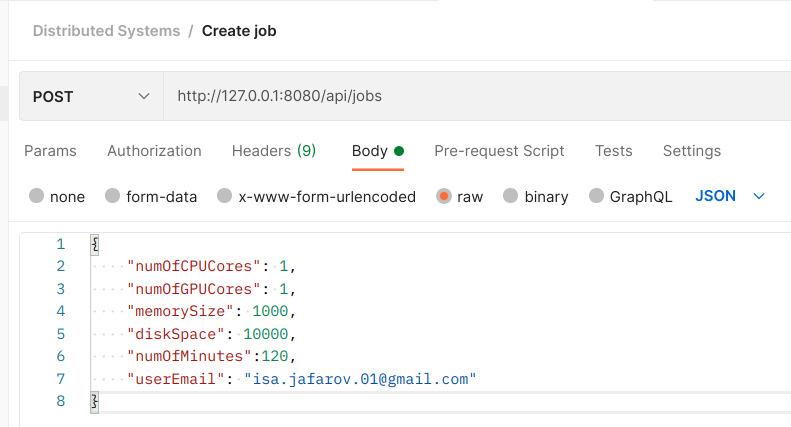 Distributed Systems / Create job
POST http://127.0.0.1:8080/api/jobs
Params Authorization Headers (9) Body Pre-request Script Tests Settings
none form-data x-www-form-urlencoded raw binary GraphQL JSON
1 {
2 "numOfCPUCores": 1,
3 "numOfGPUCores": 1,
4 "memorySize": 1000,
5 "diskSpace": 10000,
6 "numOfMinutes":120,
7 "userEmail": "isa.jafarov.01@gmail.com"
8 }